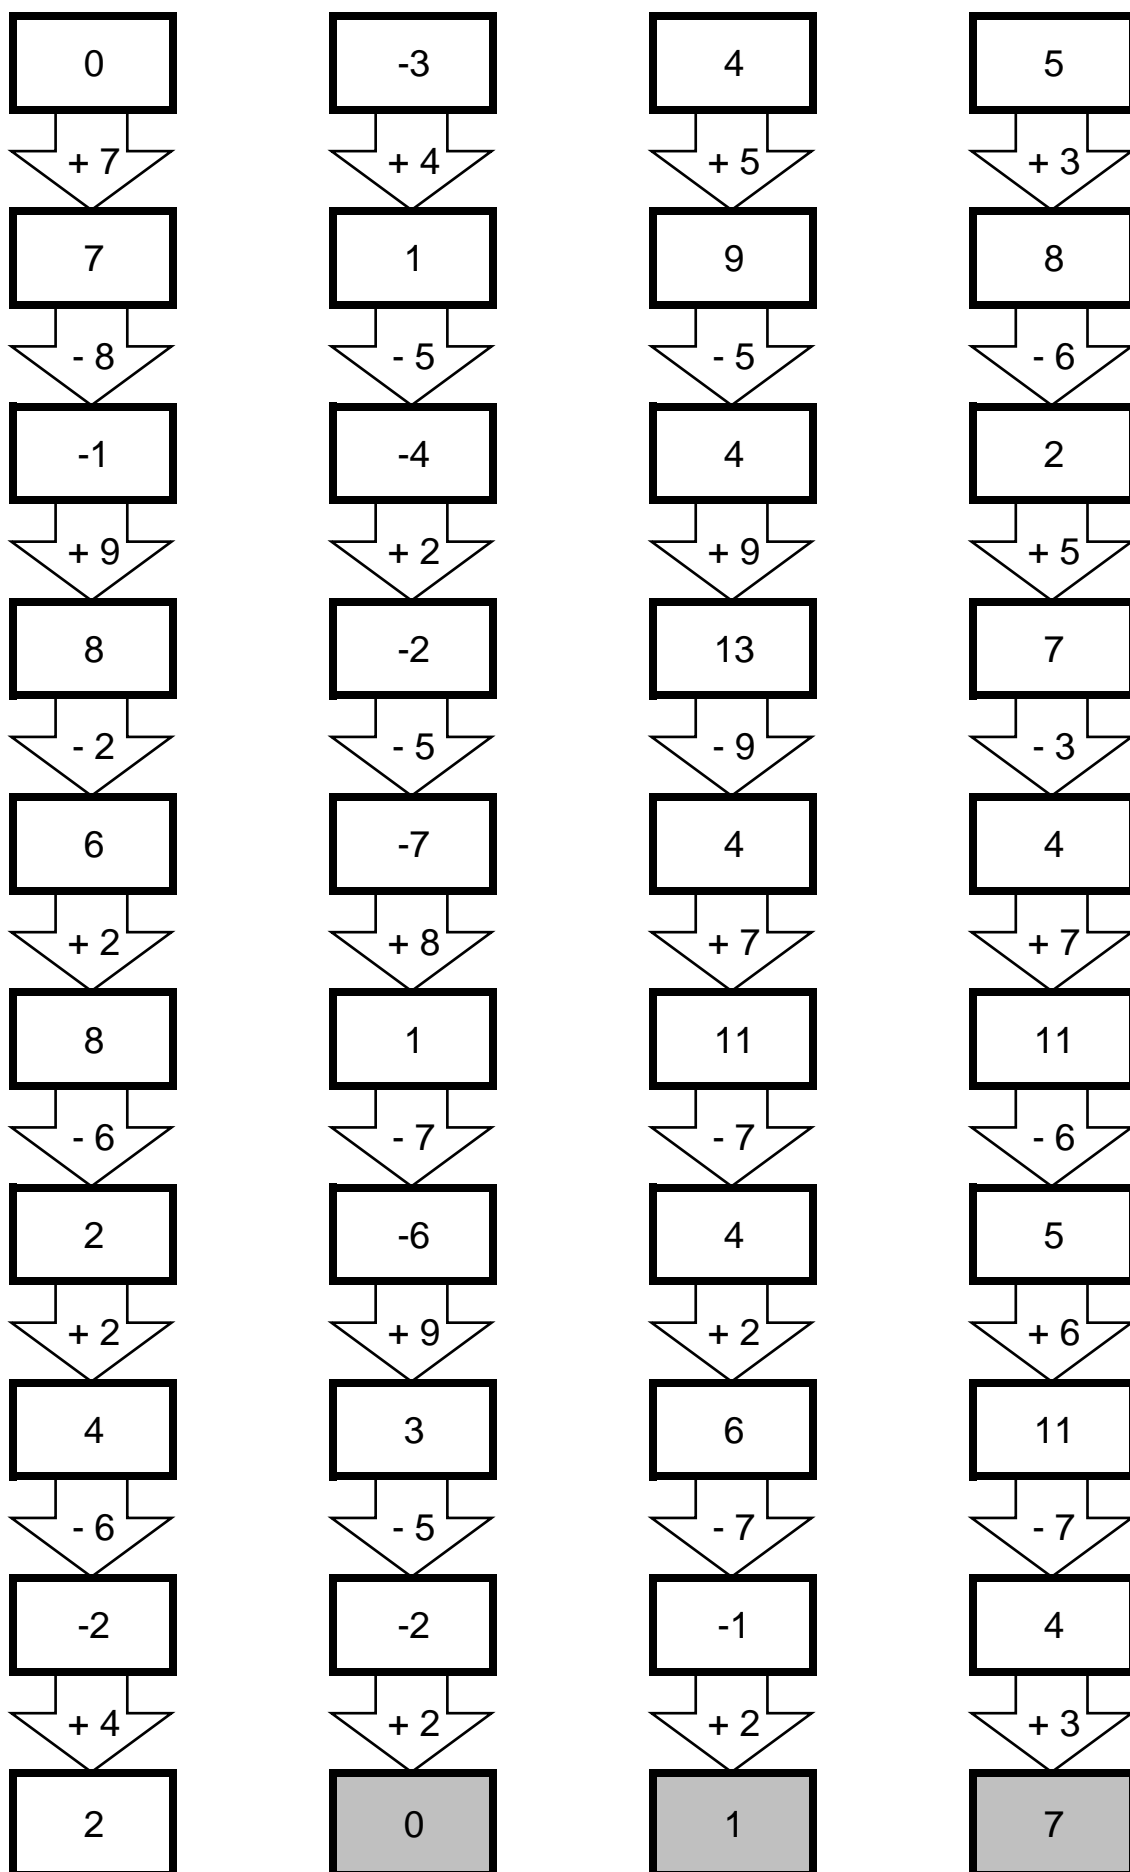 0 -3 4 5
+ 7 + 4 + 5 + 3
7 1 9 8
- 8 - 5 - 5 - 6
-1 -4 4 2
+ 9 + 2 + 9 + 5
8 -2 13 7
- 2 - 5 - 9 - 3
6 -7 4 4
+ 2 + 8 + 7 + 7
8 1 11 11
- 6 - 7 - 7 - 6
2 -6 4 5
+ 2 + 9 + 2 + 6
4 3 6 11
- 6 - 5 - 7 - 7
-2 -2 -1 4
+ 4 + 2 + 2 + 3
2 0 1 7